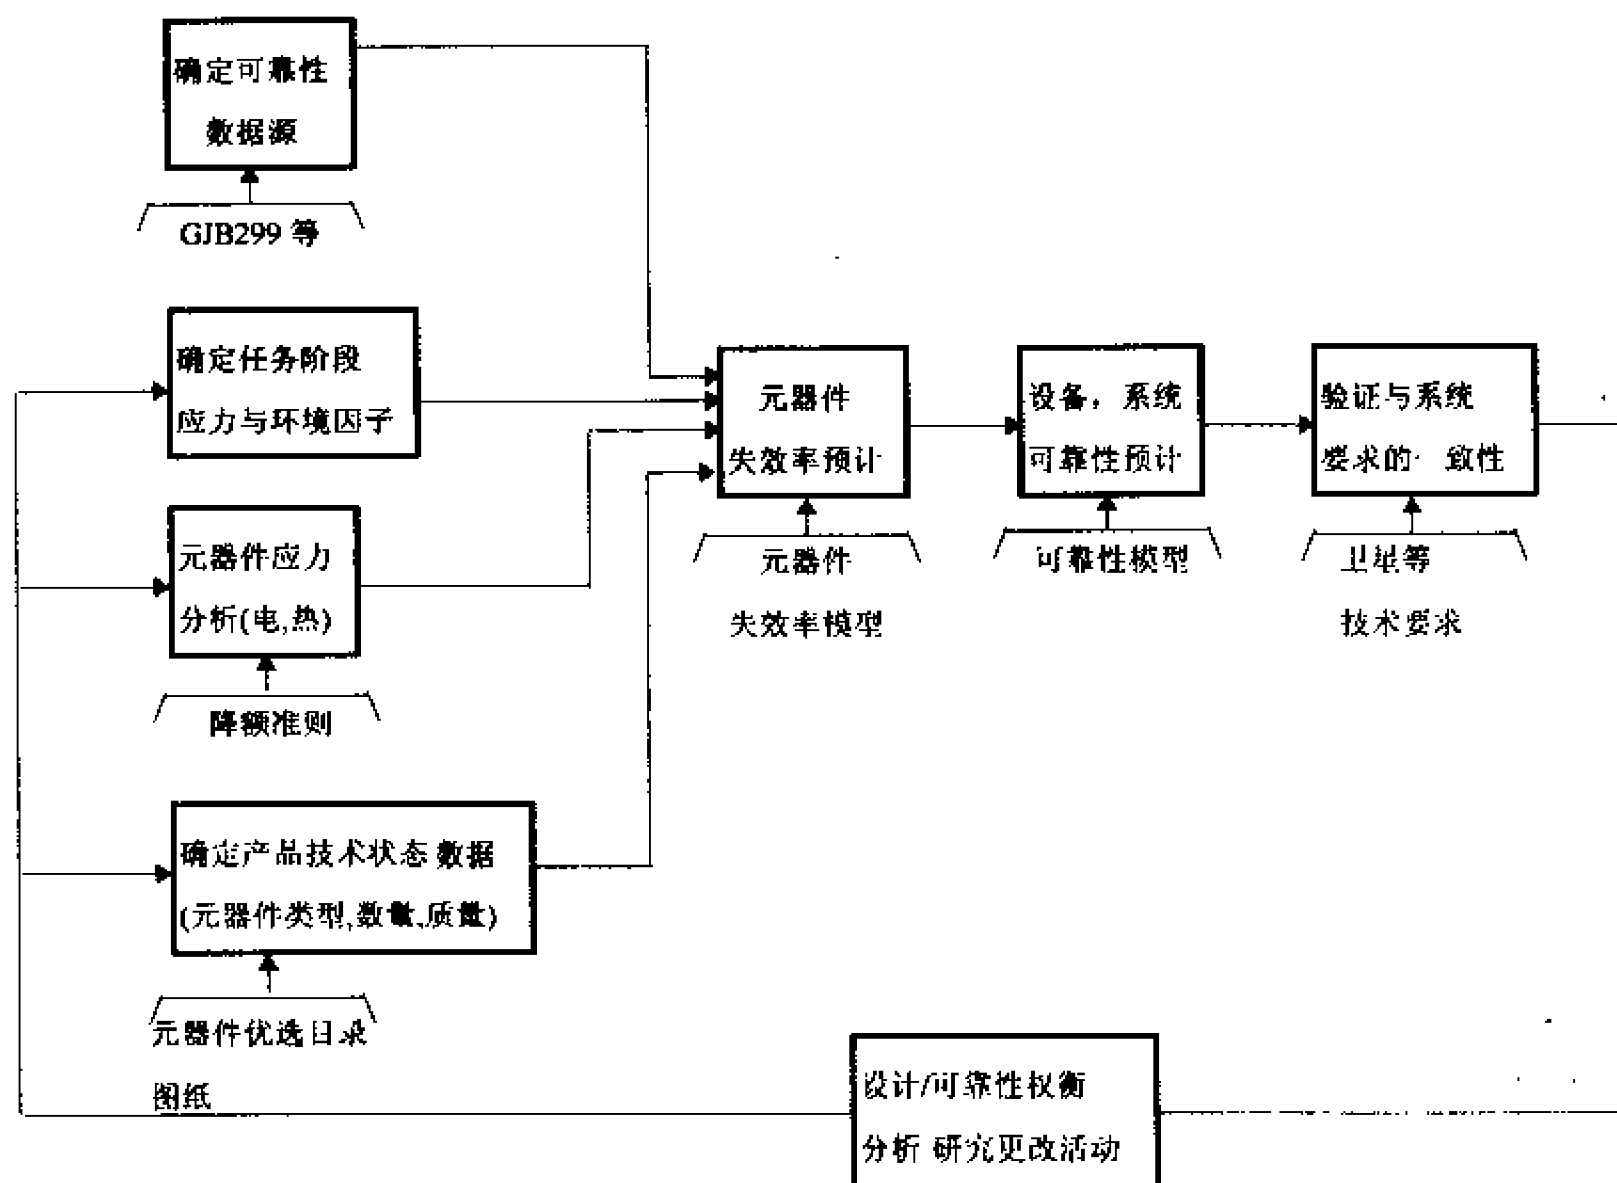 确定可靠性
数据源
GJB299 等
确定任务阶段
应力与环境因子
元器件应力
分析(电,热)
降额准则
确定产品技术状态 数据
(元器件类型,数量,质量)
元器件优选目录
图纸
元器件
失效率预计
元器件
失效率模型
设备，系统
可靠性预计
可靠性模型
验证与系统
要求的一致性
卫星等
技术要求
设计/可靠性权衡
分析 研究更改活动